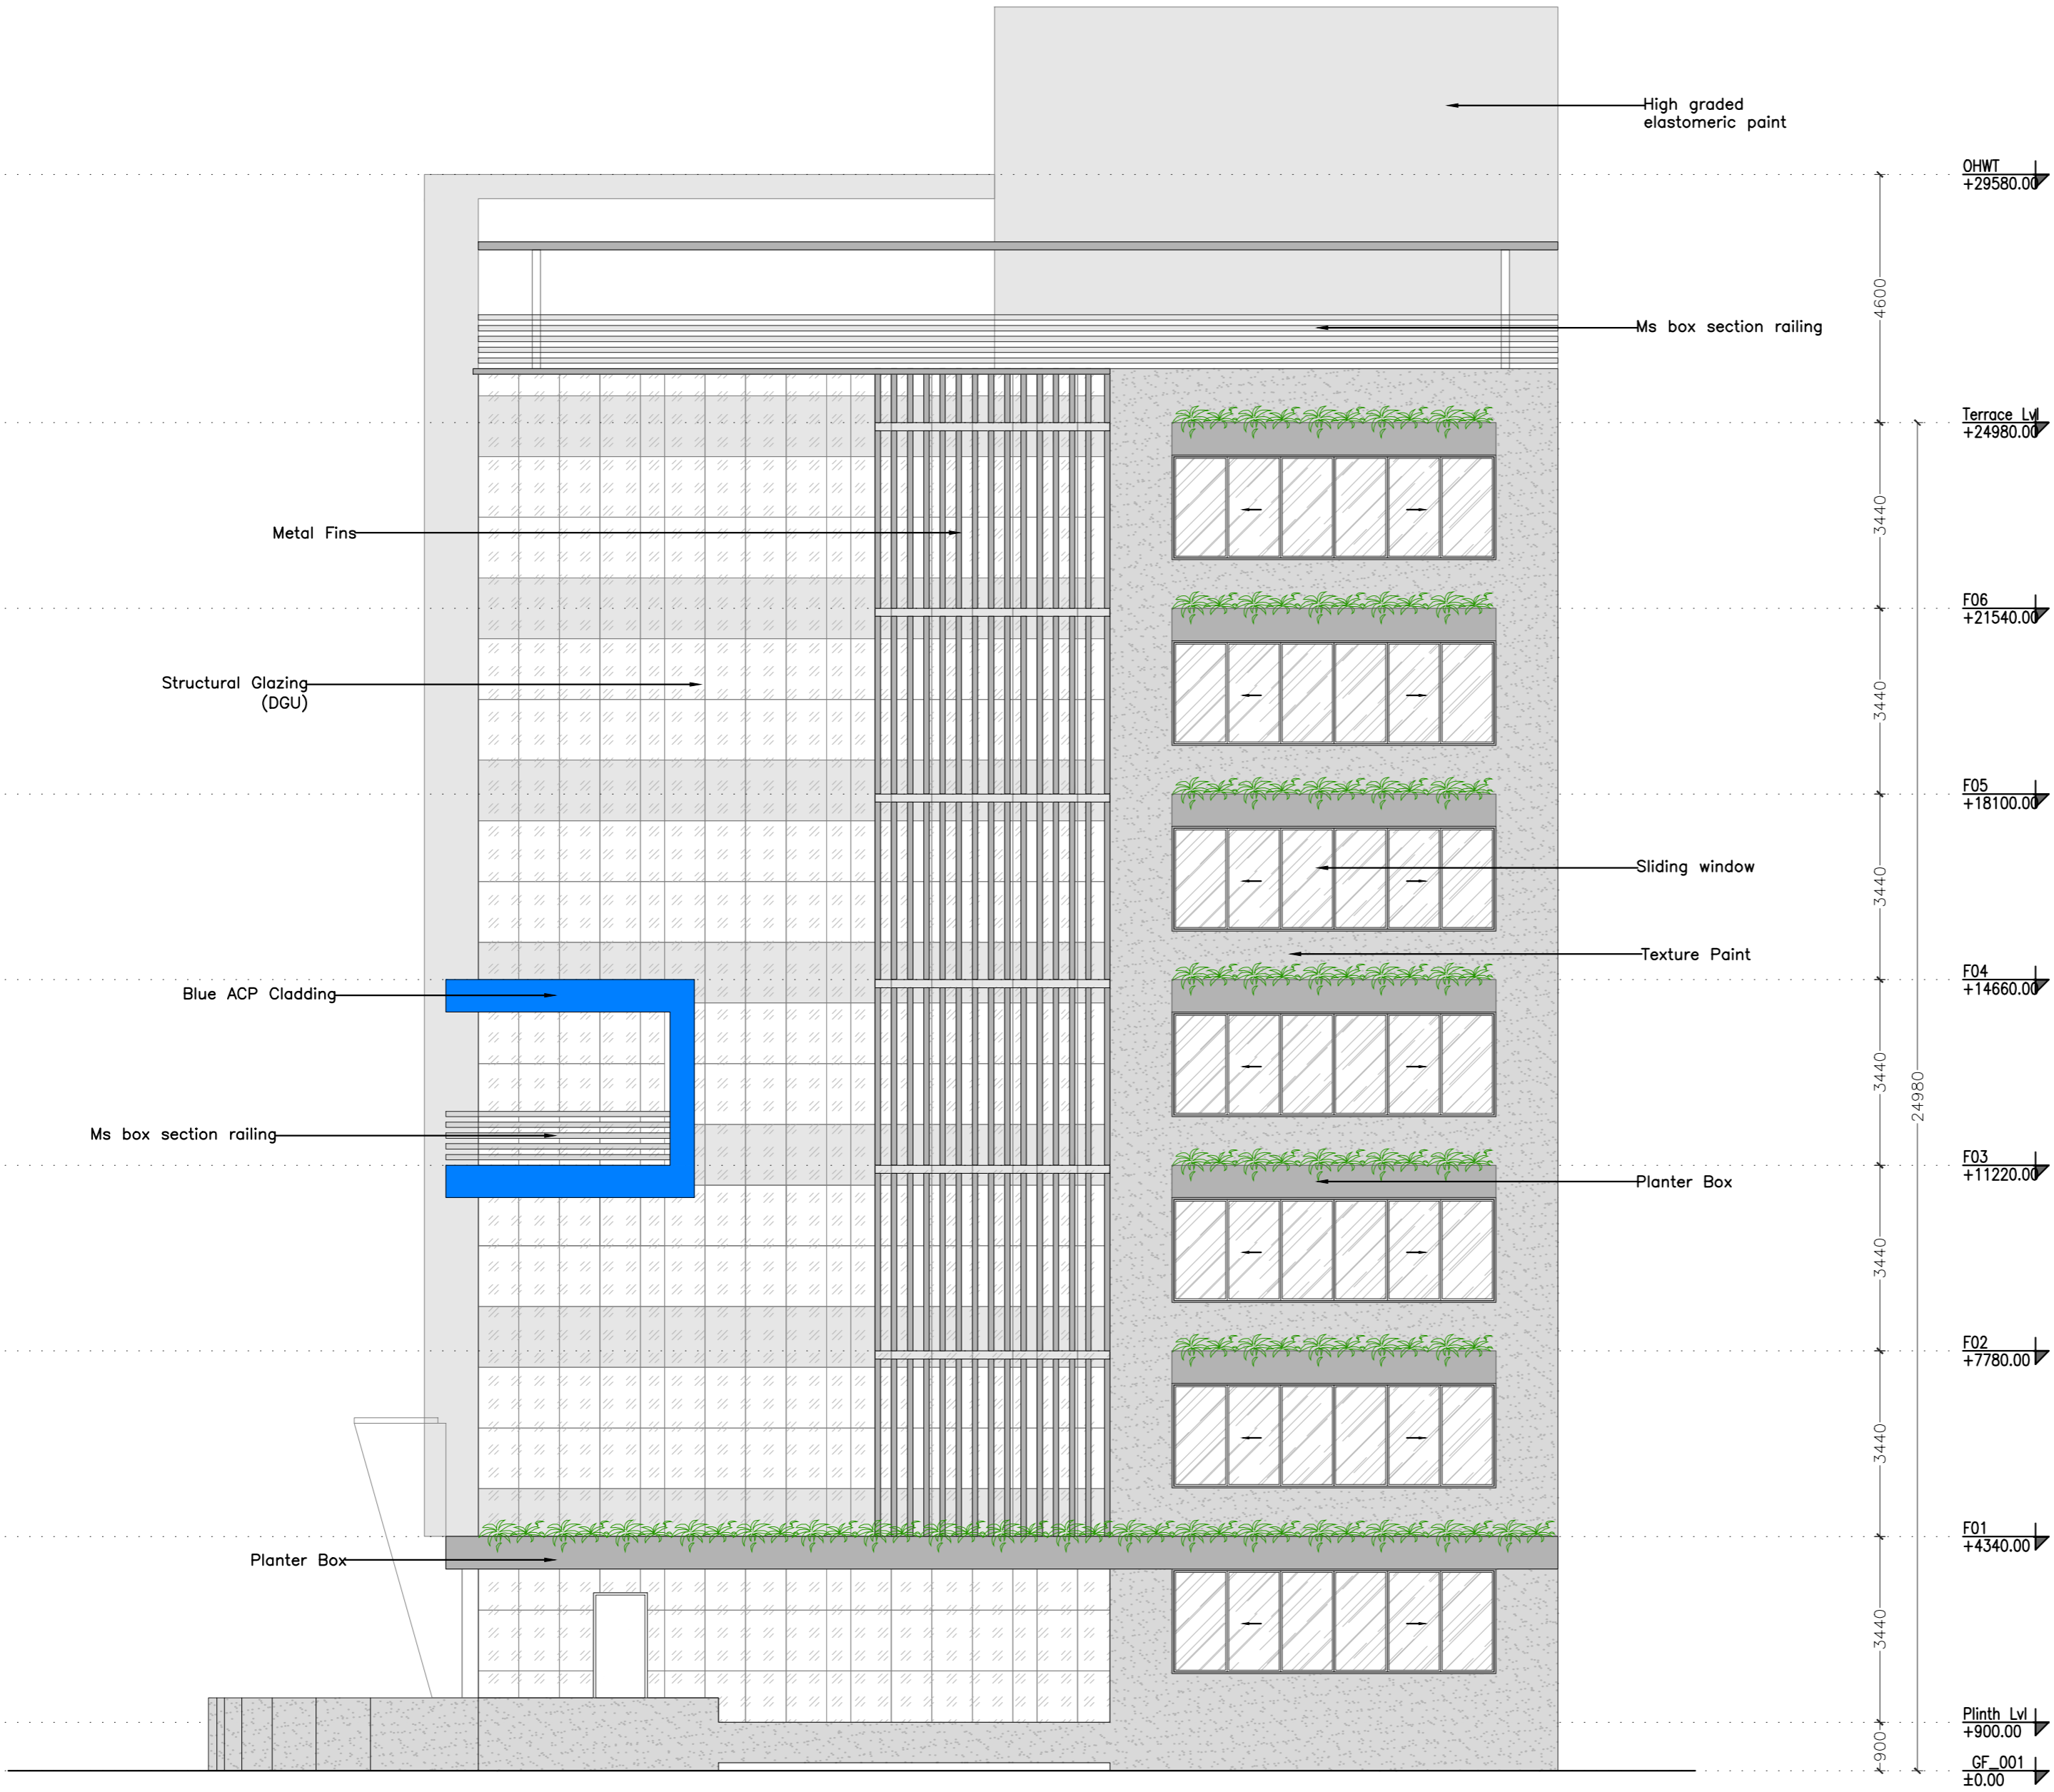 High graded
elastomeric paint
OHWT
+29580.00
4600
Ms box section railing
Terrace Lvl
+24980.00
3440
Metal Fins
F06
+21540.00
Structural Glazing
(DGU)
3440
F05
+18100.00
3440
Sliding window
Texture Paint
F04
+14660.00
Blue ACP Cladding
3440
24980
Ms box section railing
F03
+11220.00
Planter Box
3440
F02
+7780.00
3440
F01
+4340.00
Planter Box
3440
Plinth Lvl
+900.00
900
GF_001
±0.00